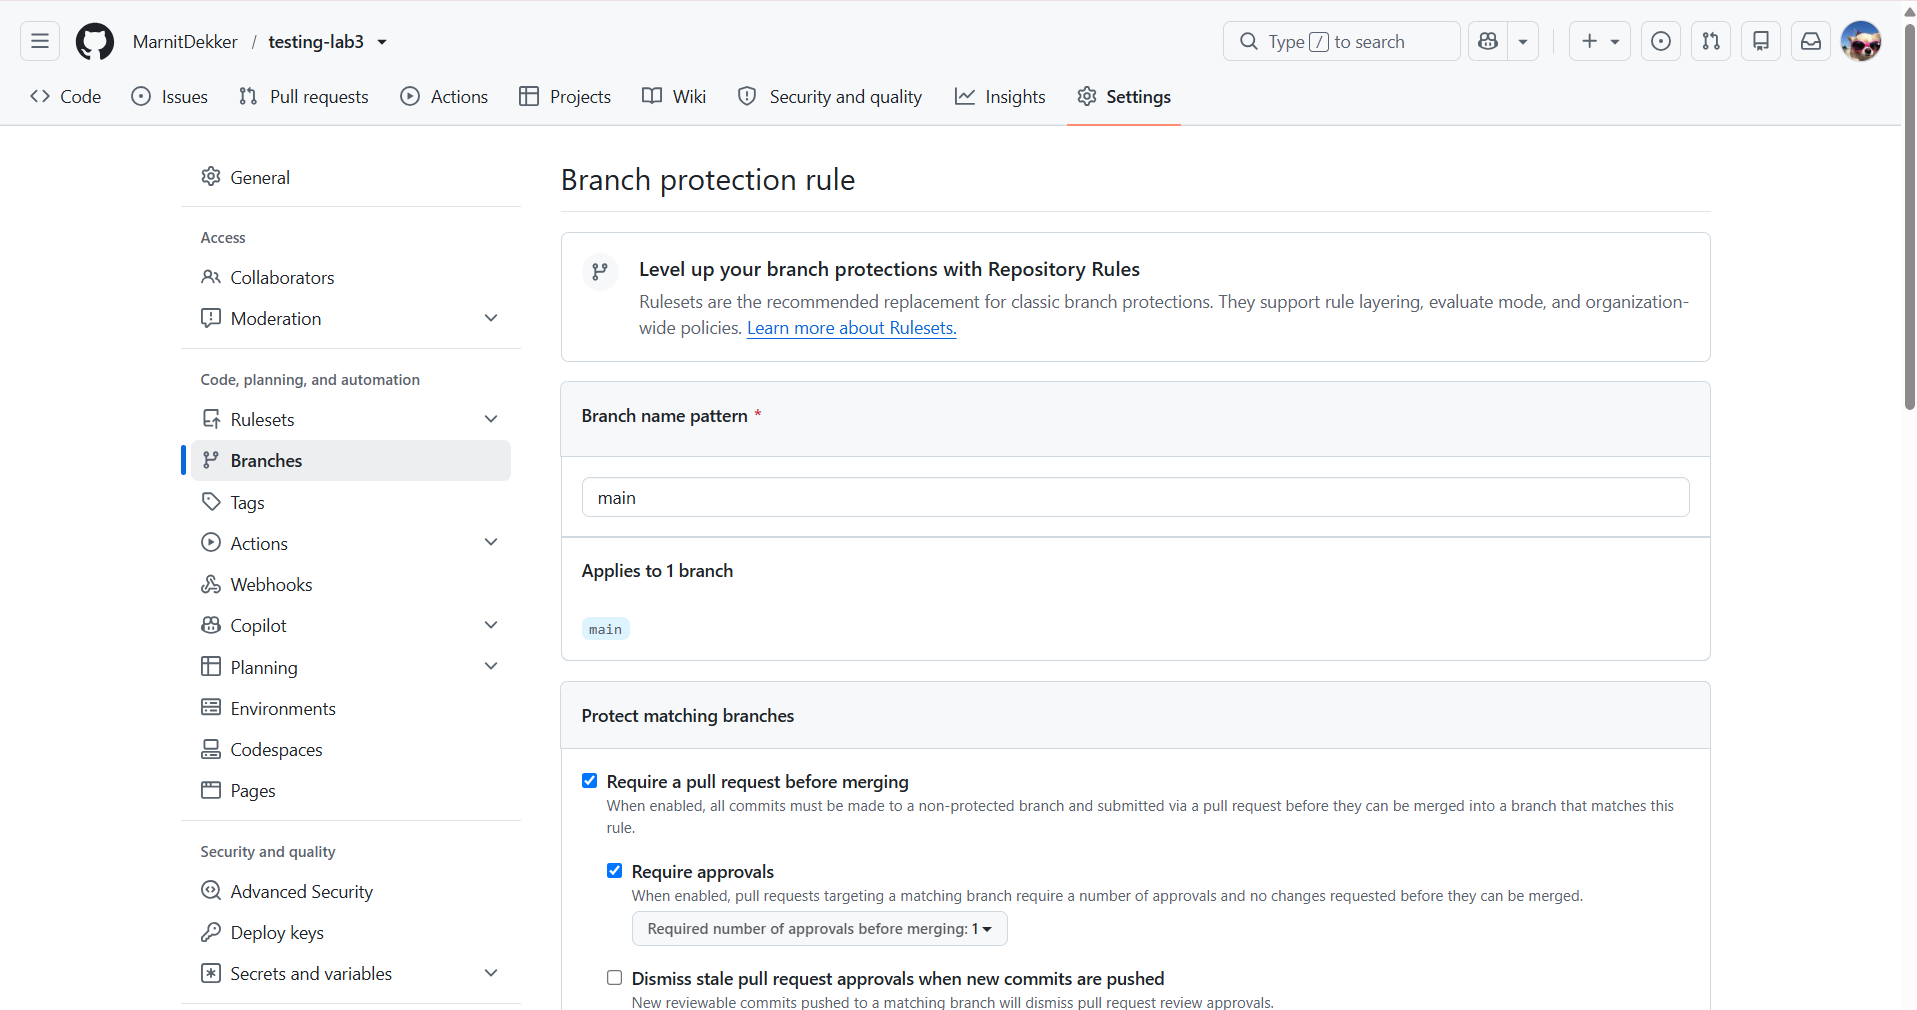 MarnitDekker / testing-lab3
Type / to search
Code
Issues
Pull requests
Actions
Projects
Wiki
Security and quality
Insights
Settings
General
Access
Collaborators
Moderation
Code, planning, and automation
Rulesets
Branches
Tags
Actions
Webhooks
Copilot
Planning
Environments
Codespaces
Pages
Security and quality
Advanced Security
Deploy keys
Secrets and variables
Branch protection rule
Level up your branch protections with Repository Rules
Rulesets are the recommended replacement for classic branch protections. They support rule layering, evaluate mode, and organization-
wide policies. Learn more about Rulesets.
Branch name pattern *
main
Applies to 1 branch
main
Protect matching branches
Require a pull request before merging
When enabled, all commits must be made to a non-protected branch and submitted via a pull request before they can be merged into a branch that matches this
rule.
Require approvals
When enabled, pull requests targeting a matching branch require a number of approvals and no changes requested before they can be merged.
Required number of approvals before merging: 1
Dismiss stale pull request approvals when new commits are pushed
New reviewable commits pushed to a matching branch will dismiss pull request review approvals.